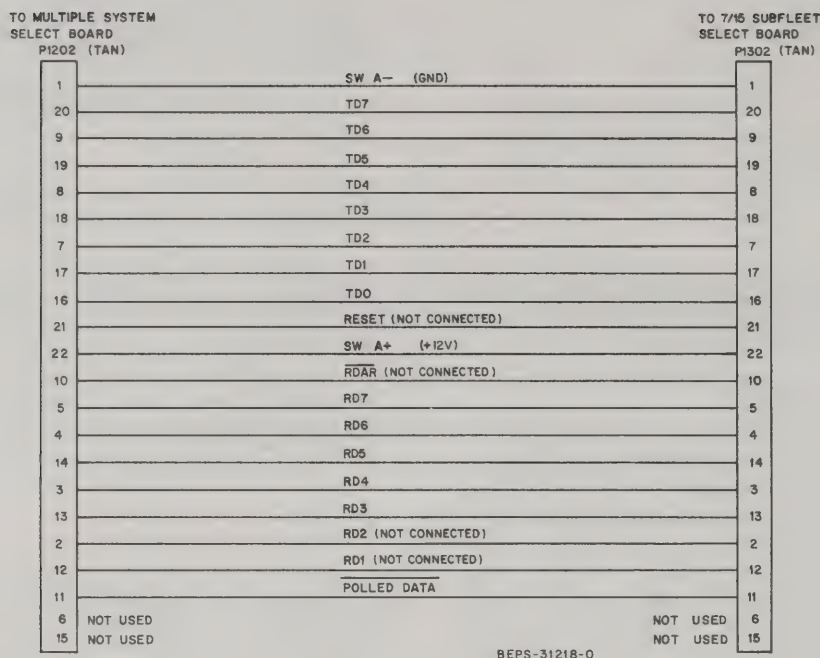 TO MULTIPLE SYSTEM
SELECT BOARD
P1202 (TAN)
TO 7/15 SUBFLEET
SELECT BOARD
P1302 (TAN)
1 SW A– (GND) 1
20 TD7 20
9 TD6 9
19 TD5 19
8 TD4 8
18 TD3 18
7 TD2 7
17 TD1 17
16 TD0 16
21 RESET (NOT CONNECTED) 21
22 SW A+ (+12V) 22
10 R̅D̅A̅R̅ (NOT CONNECTED) 10
5 RD7 5
4 RD6 4
14 RD5 14
3 RD4 3
13 RD3 13
2 RD2 (NOT CONNECTED) 2
12 RD1 (NOT CONNECTED) 12
11 P̅O̅L̅L̅E̅D̅ D̅A̅T̅A̅ 11
6 NOT USED NOT USED 6
15 NOT USED NOT USED 15
BEPS-31218-0